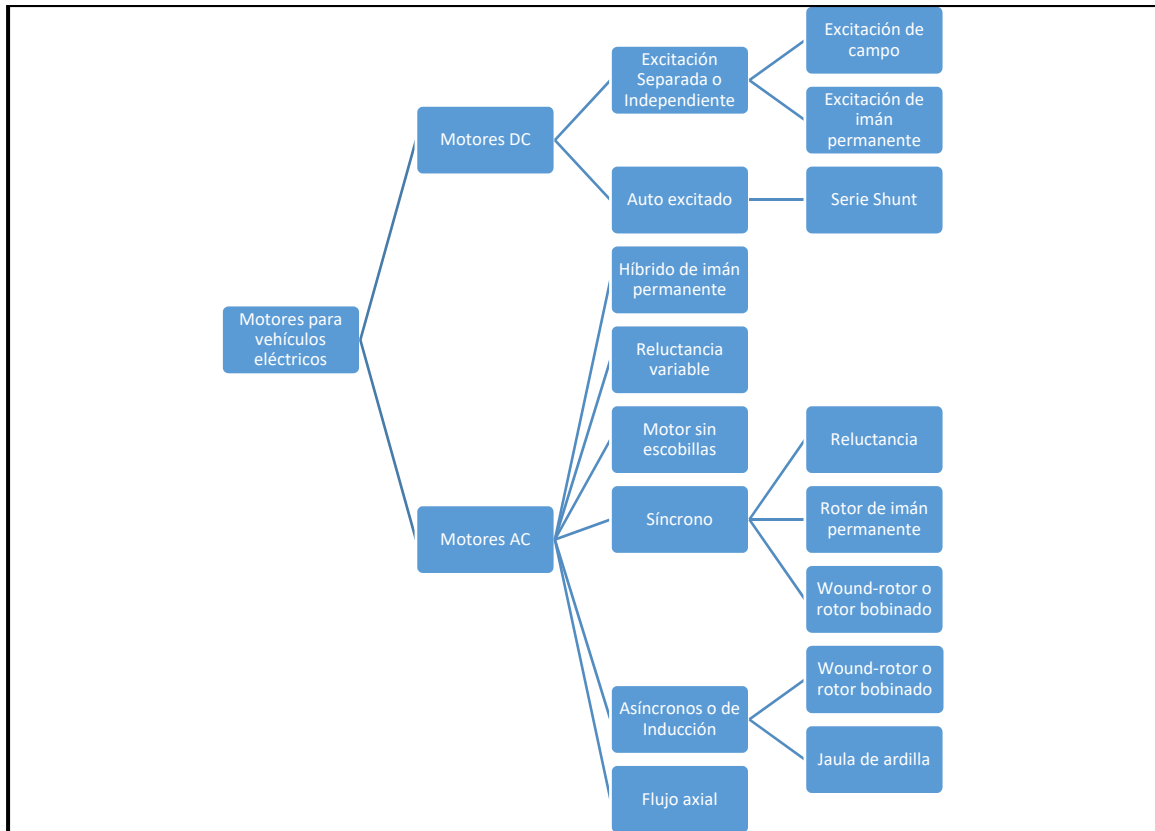 Motores para
vehículos
eléctricos
Motores DC
Excitación
Separada o
Independiente
Excitación de
campo
Excitación de
imán
permanente
Auto excitado
Serie Shunt
Motores AC
Híbrido de imán
permanente
Reluctancia
variable
Motor sin
escobillas
Síncrono
Reluctancia
Rotor de imán
permanente
Wound-rotor o
rotor bobinado
Asíncronos o de
Inducción
Wound-rotor o
rotor bobinado
Jaula de ardilla
Flujo axial